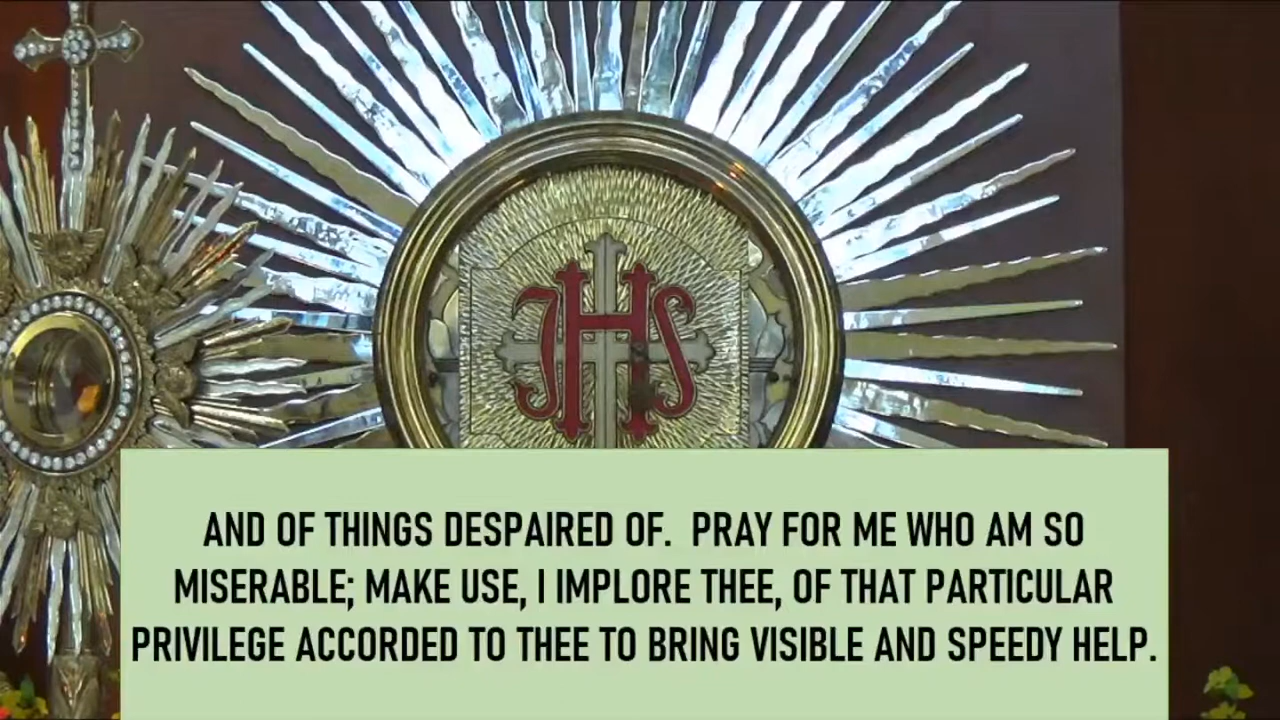 IHS
AND OF THINGS DESPAIRED OF.  PRAY FOR ME WHO AM SO
MISERABLE; MAKE USE, I IMPLORE THEE, OF THAT PARTICULAR
PRIVILEGE ACCORDED TO THEE TO BRING VISIBLE AND SPEEDY HELP.